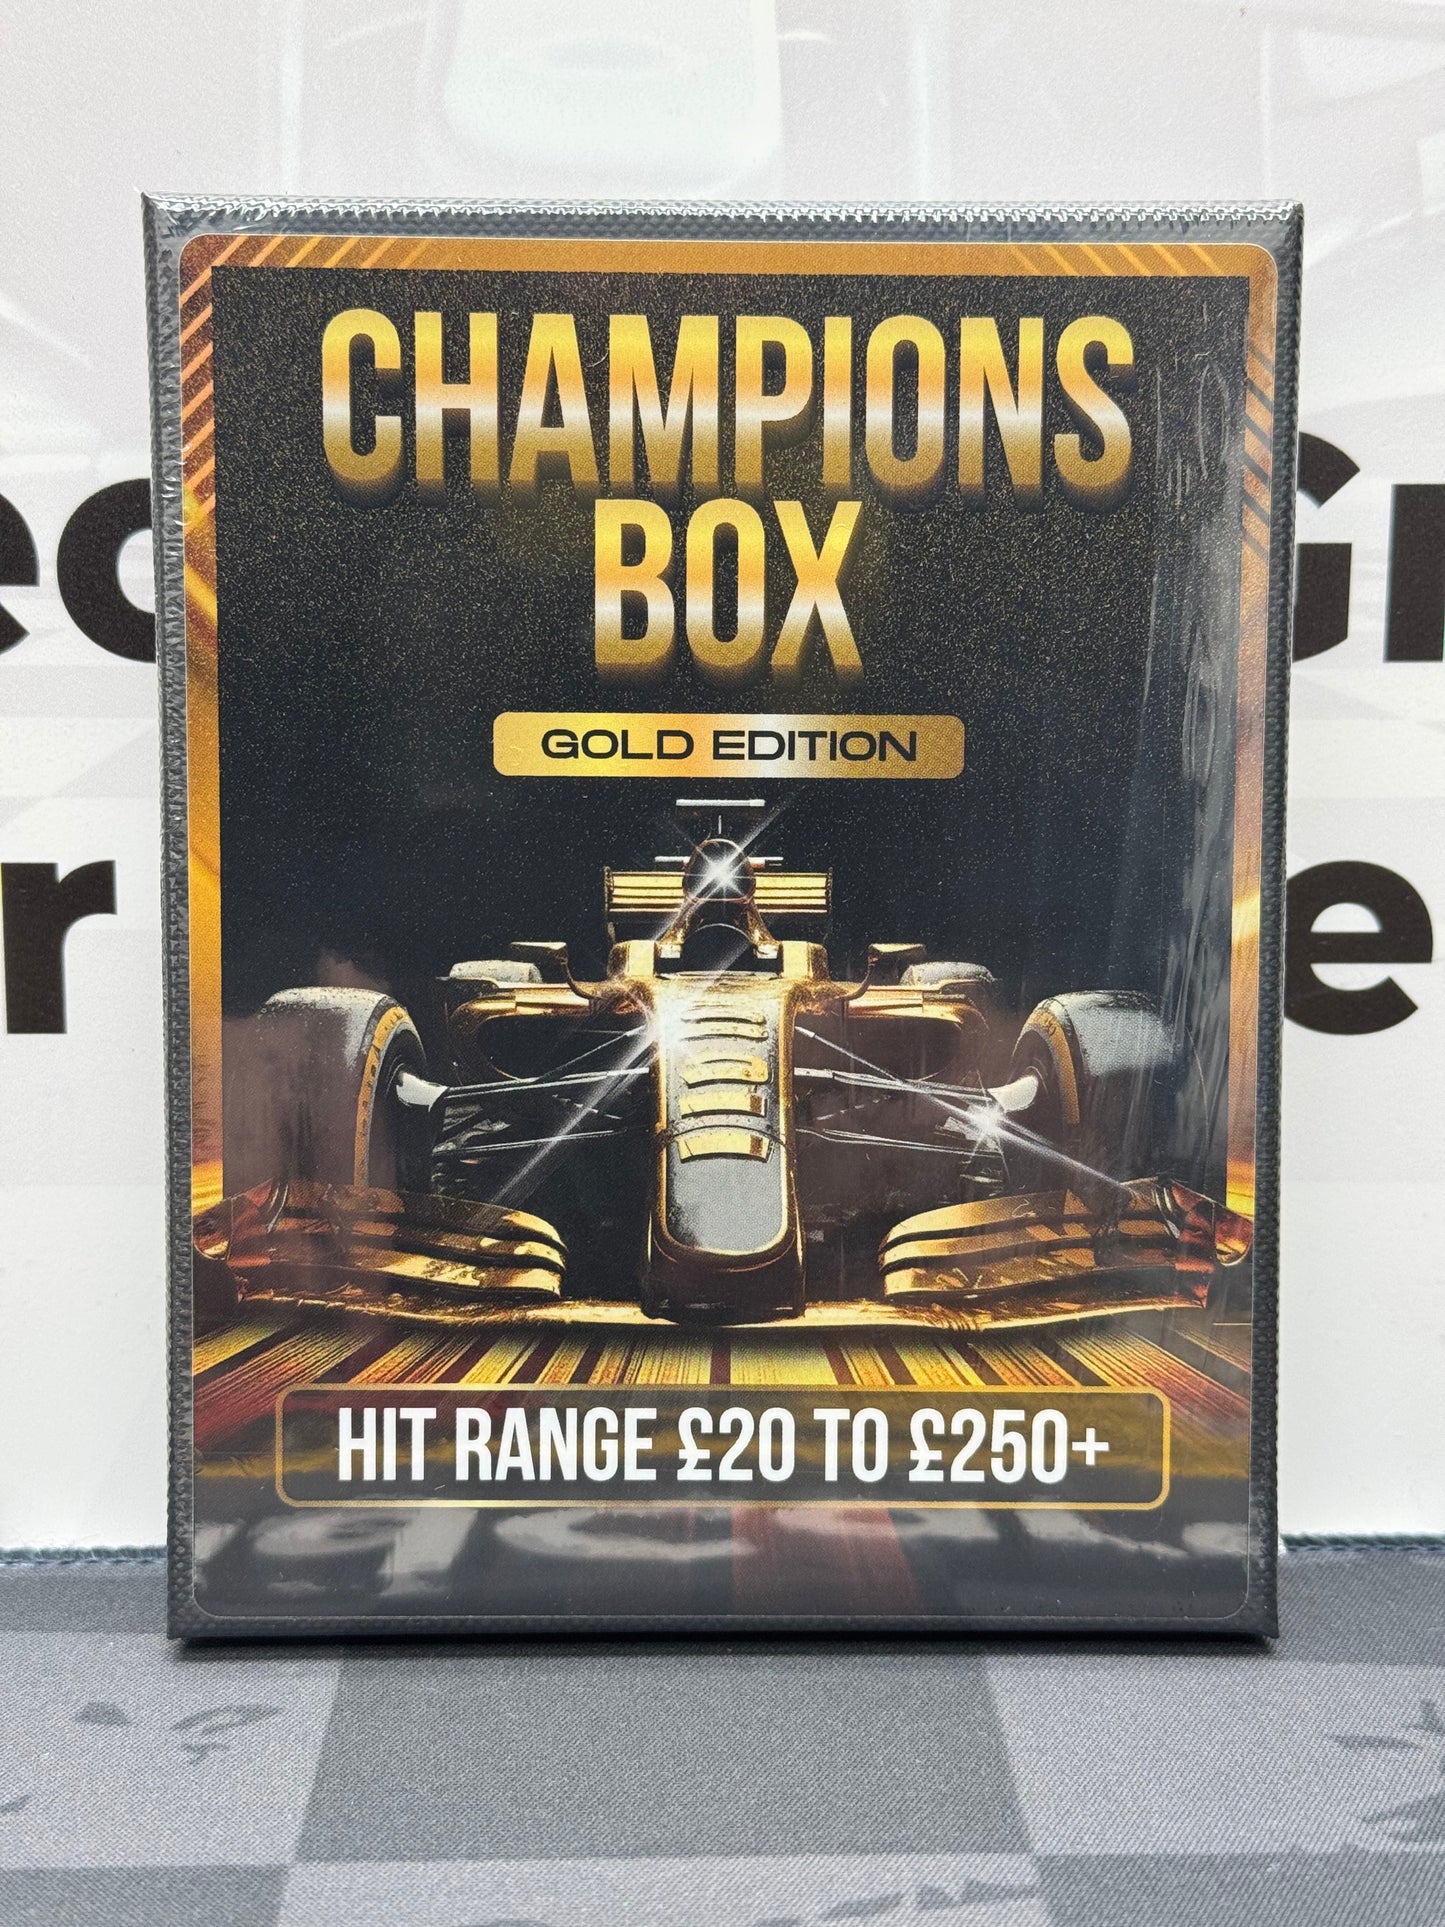 CHAMPIONS
BOX
GOLD EDITION
HIT RANGE £20 TO £250+